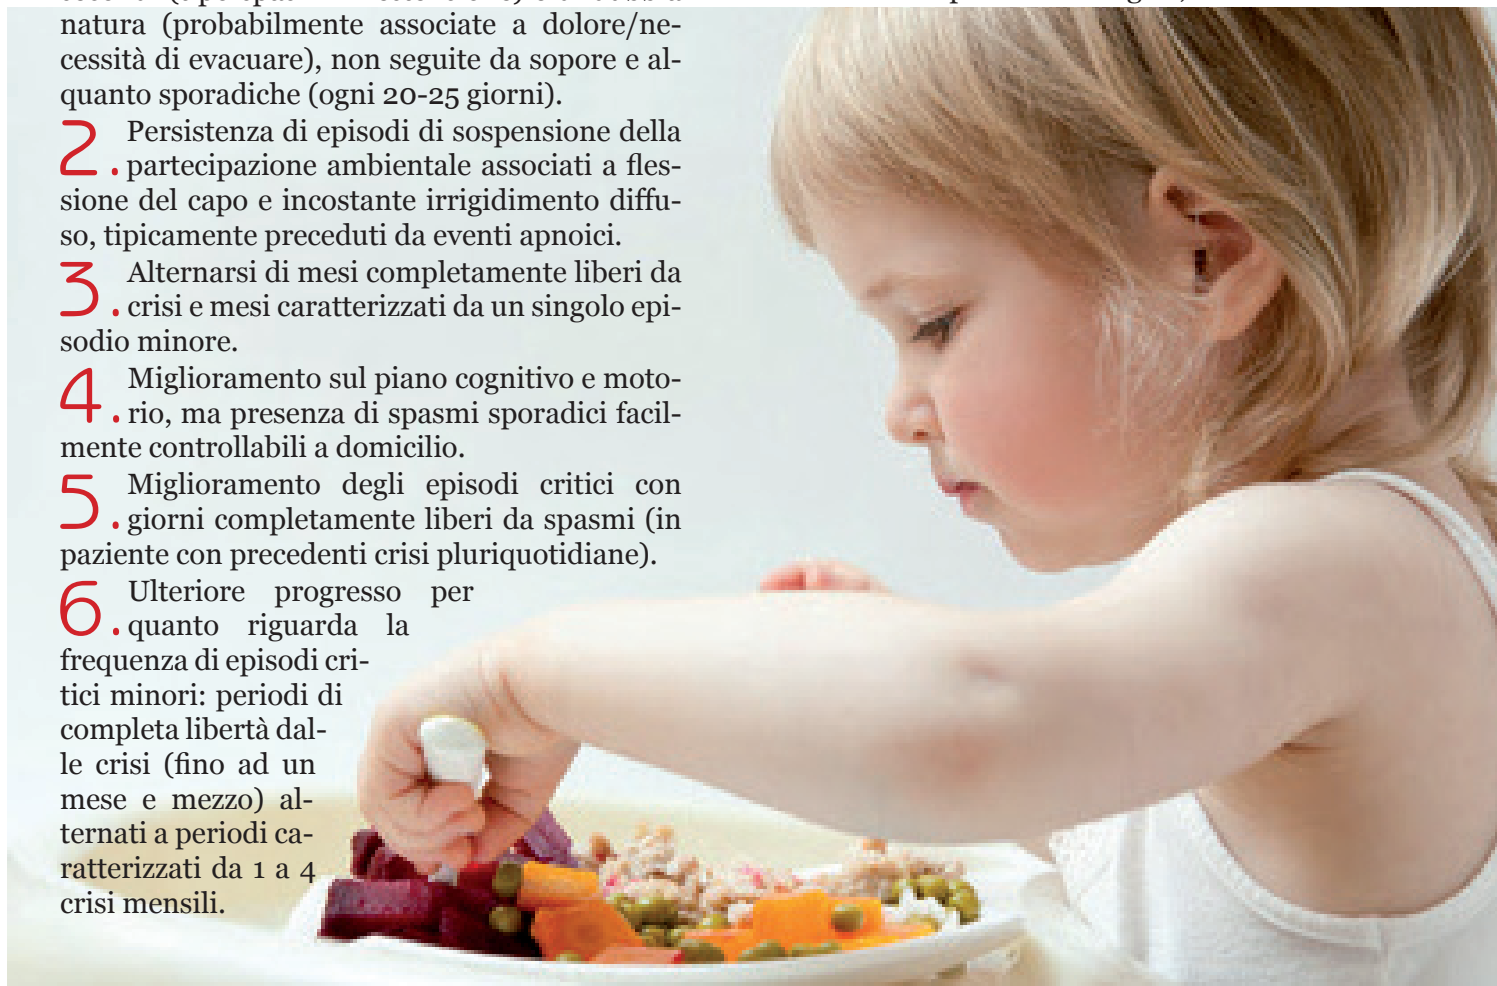 natura (probabilmente associate a dolore/ne-
cessità di evacuare), non seguite da sopore e al-
quanto sporadiche (ogni 20-25 giorni).
2. Persistenza di episodi di sospensione della
partecipazione ambientale associati a fles-
sione del capo e incostante irrigidimento diffu-
so, tipicamente preceduti da eventi apnoici.
3. Alternarsi di mesi completamente liberi da
crisi e mesi caratterizzati da un singolo epi-
sodio minore.
4. Miglioramento sul piano cognitivo e moto-
rio, ma presenza di spasmi sporadici facil-
mente controllabili a domicilio.
5. Miglioramento degli episodi critici con
giorni completamente liberi da spasmi (in
paziente con precedenti crisi pluriquotidiane).
6. Ulteriore progresso per
quanto riguarda la
frequenza di episodi cri-
tici minori: periodi di
completa libertà dal-
le crisi (fino ad un
mese e mezzo) al-
ternati a periodi ca-
ratterizzati da 1 a 4
crisi mensili.